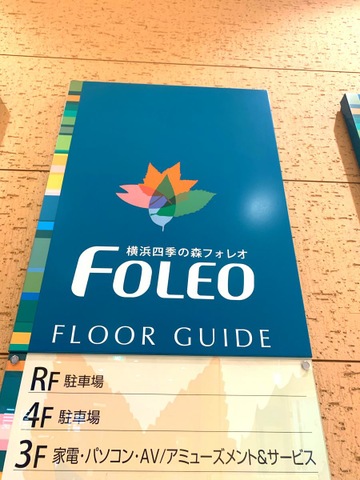 横浜四季の森フォレオ
FOLEO
FLOOR GUIDE
RF 駐車場
4F 駐車場
3F 家電・パソコン・AV/アミューズメント&サービス